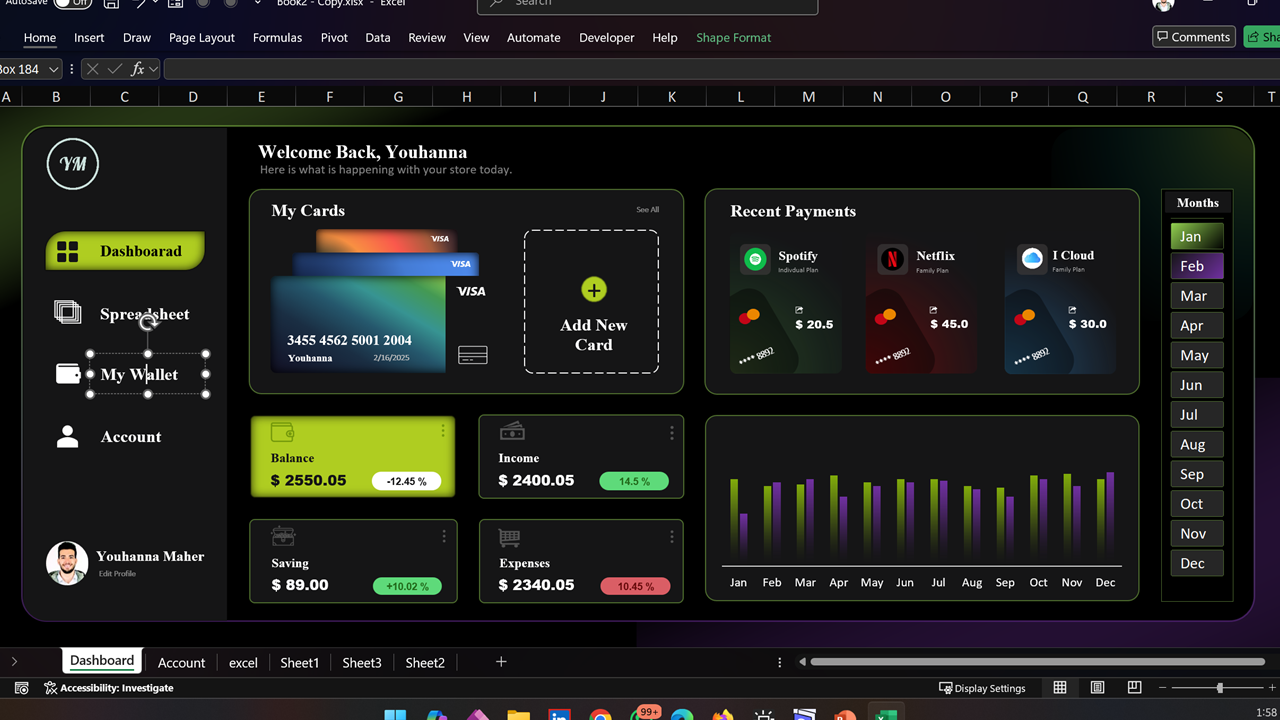 AutoSave Off Book2 - Copy.xlsx - Excel Search
Home Insert Draw Page Layout Formulas Pivot Data Review View Automate Developer Help Shape Format Comments
Box 184 fx
A B C D E F G H I J K L M N O P Q R S T
YM
Welcome Back, Youhanna
Here is what is happening with your store today.
Dashboarad
Spreadsheet
My Wallet
Account
Youhanna Maher
Edit Profile
My Cards See All
VISA
VISA
VISA
3455 4562 5001 2004
Youhanna 2/16/2025
Add New
Card
Recent Payments
Spotify
Indivdual Plan
$ 20.5
**** 8892
Netflix
Family Plan
$ 45.0
**** 8892
I Cloud
Family Plan
$ 30.0
**** 8892
Months
Jan
Feb
Mar
Apr
May
Jun
Jul
Aug
Sep
Oct
Nov
Dec
Balance
$ 2550.05 -12.45 %
Income
$ 2400.05 14.5 %
Saving
$ 89.00 +10.02 %
Expenses
$ 2340.05 10.45 %
Jan Feb Mar Apr May Jun Jul Aug Sep Oct Nov Dec
Dashboard Account excel Sheet1 Sheet3 Sheet2
Accessibility: Investigate Display Settings
99+
1:58